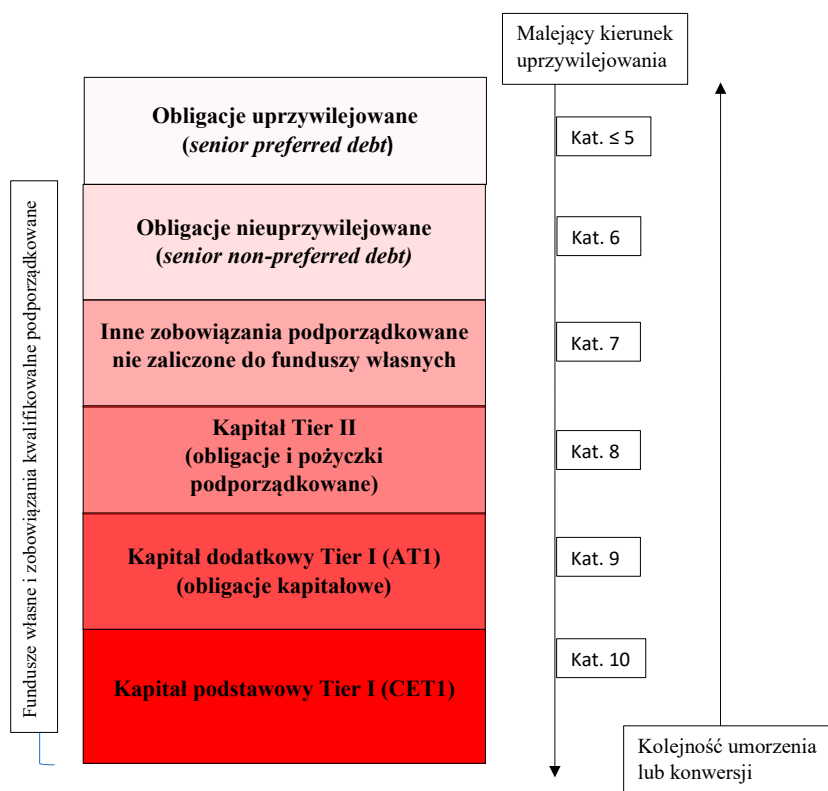 Malejący kierunek
uprzywilejowania
Obligacje uprzywilejowane
(senior preferred debt)
Kat. ≤ 5
Fundusze własne i zobowiązania kwalifikowalne podporządkowane
Obligacje nieuprzywilejowane
(senior non-preferred debt)
Kat. 6
Inne zobowiązania podporządkowane
nie zaliczone do funduszy własnych
Kat. 7
Kapitał Tier II
(obligacje i pożyczki
podporządkowane)
Kat. 8
Kapitał dodatkowy Tier I (AT1)
(obligacje kapitałowe)
Kat. 9
Kapitał podstawowy Tier I (CET1)
Kat. 10
Kolejność umorzenia
lub konwersji